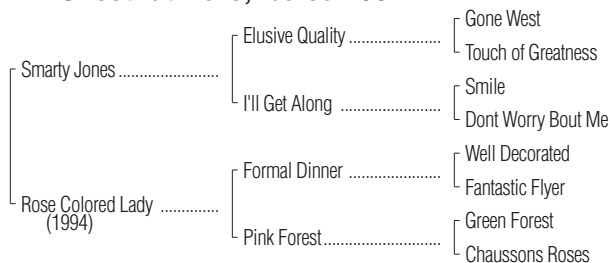 Gone West
Elusive Quality ....................
Touch of Greatness
Smarty Jones ......................
Smile
I'll Get Along ......................
Dont Worry Bout Me
Well Decorated
Formal Dinner ....................
Fantastic Flyer
Rose Colored Lady .............
(1994)
Green Forest
Pink Forest.........................
Chaussons Roses